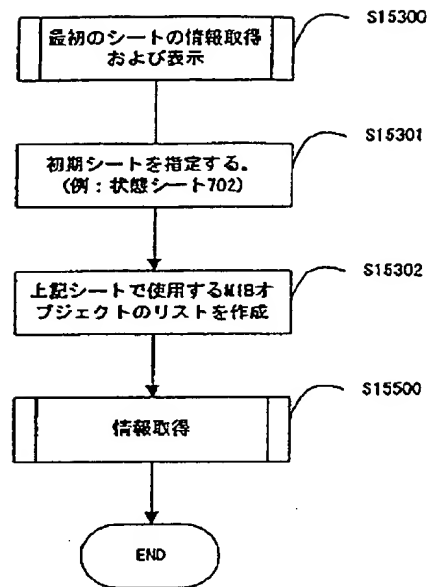 S15300
最初のシートの情報取得
および表示
S15301
初期シートを指定する。
(例：状態シート702)
S15302
上記シートで使用するMIBオ
ブジェクトのリストを作成
S15500
情報取得
END